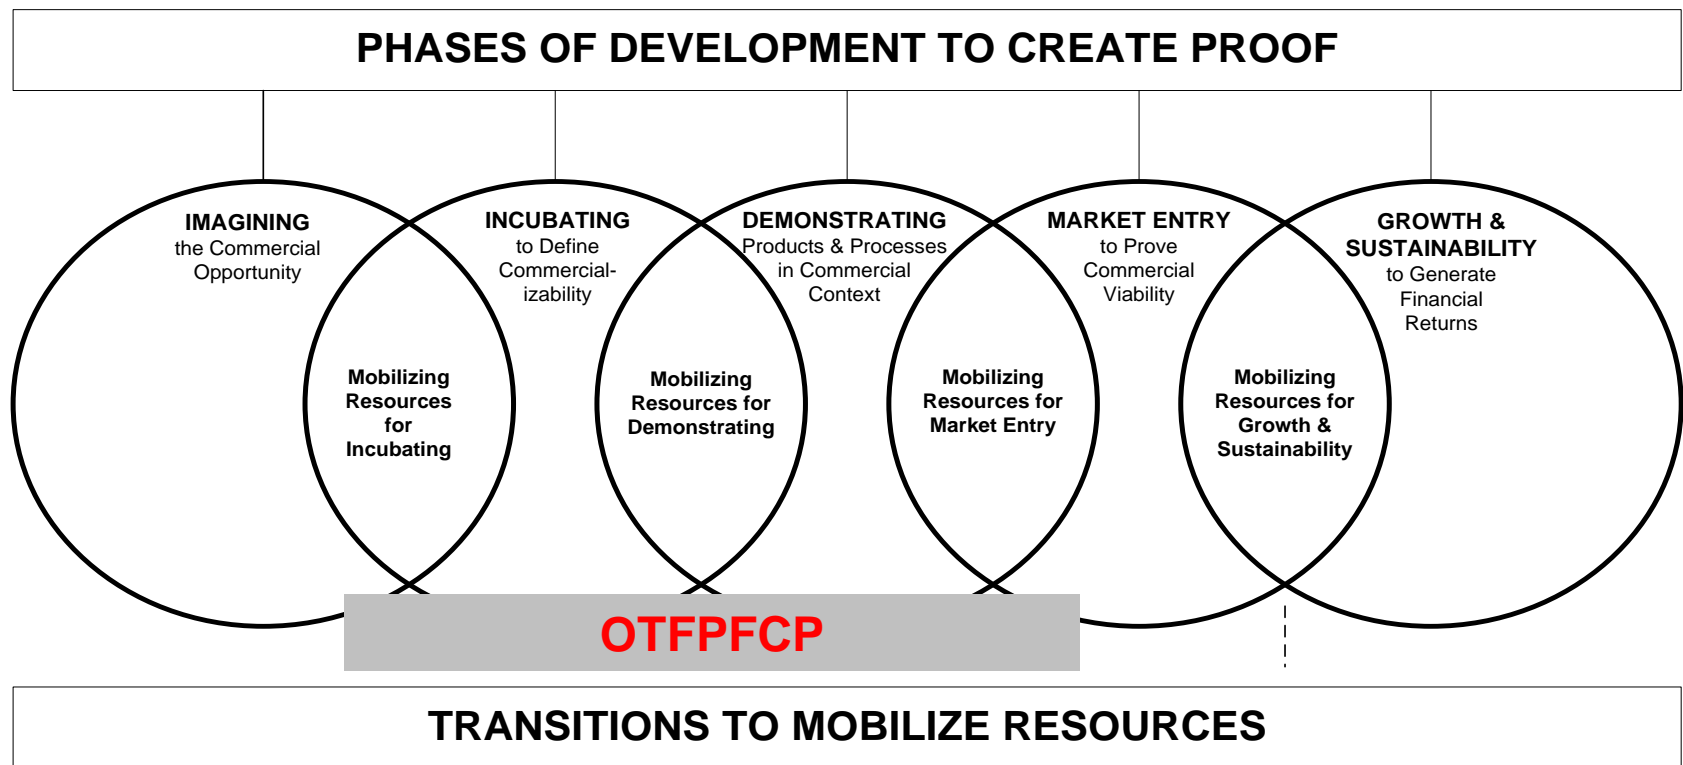 PHASES OF DEVELOPMENT TO CREATE PROOF
IMAGINING
the Commercial
Opportunity
INCUBATING
to Define
Commercial-
izability
DEMONSTRATING
Products & Processes
in Commercial
Context
MARKET ENTRY
to Prove
Commercial
Viability
GROWTH &
SUSTAINABILITY
to Generate
Financial
Returns
Mobilizing
Resources
for
Incubating
Mobilizing
Resources for
Demonstrating
Mobilizing
Resources for
Market Entry
Mobilizing
Resources for
Growth &
Sustainability
OTFPFCP
TRANSITIONS TO MOBILIZE RESOURCES